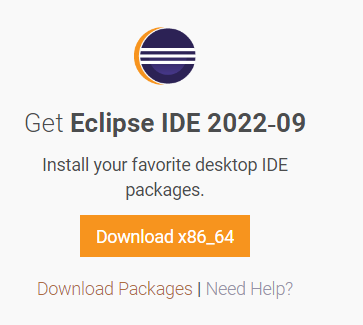 Get Eclipse IDE 2022-09
Install your favorite desktop IDE
packages.
Download x86_64
Download Packages | Need Help?